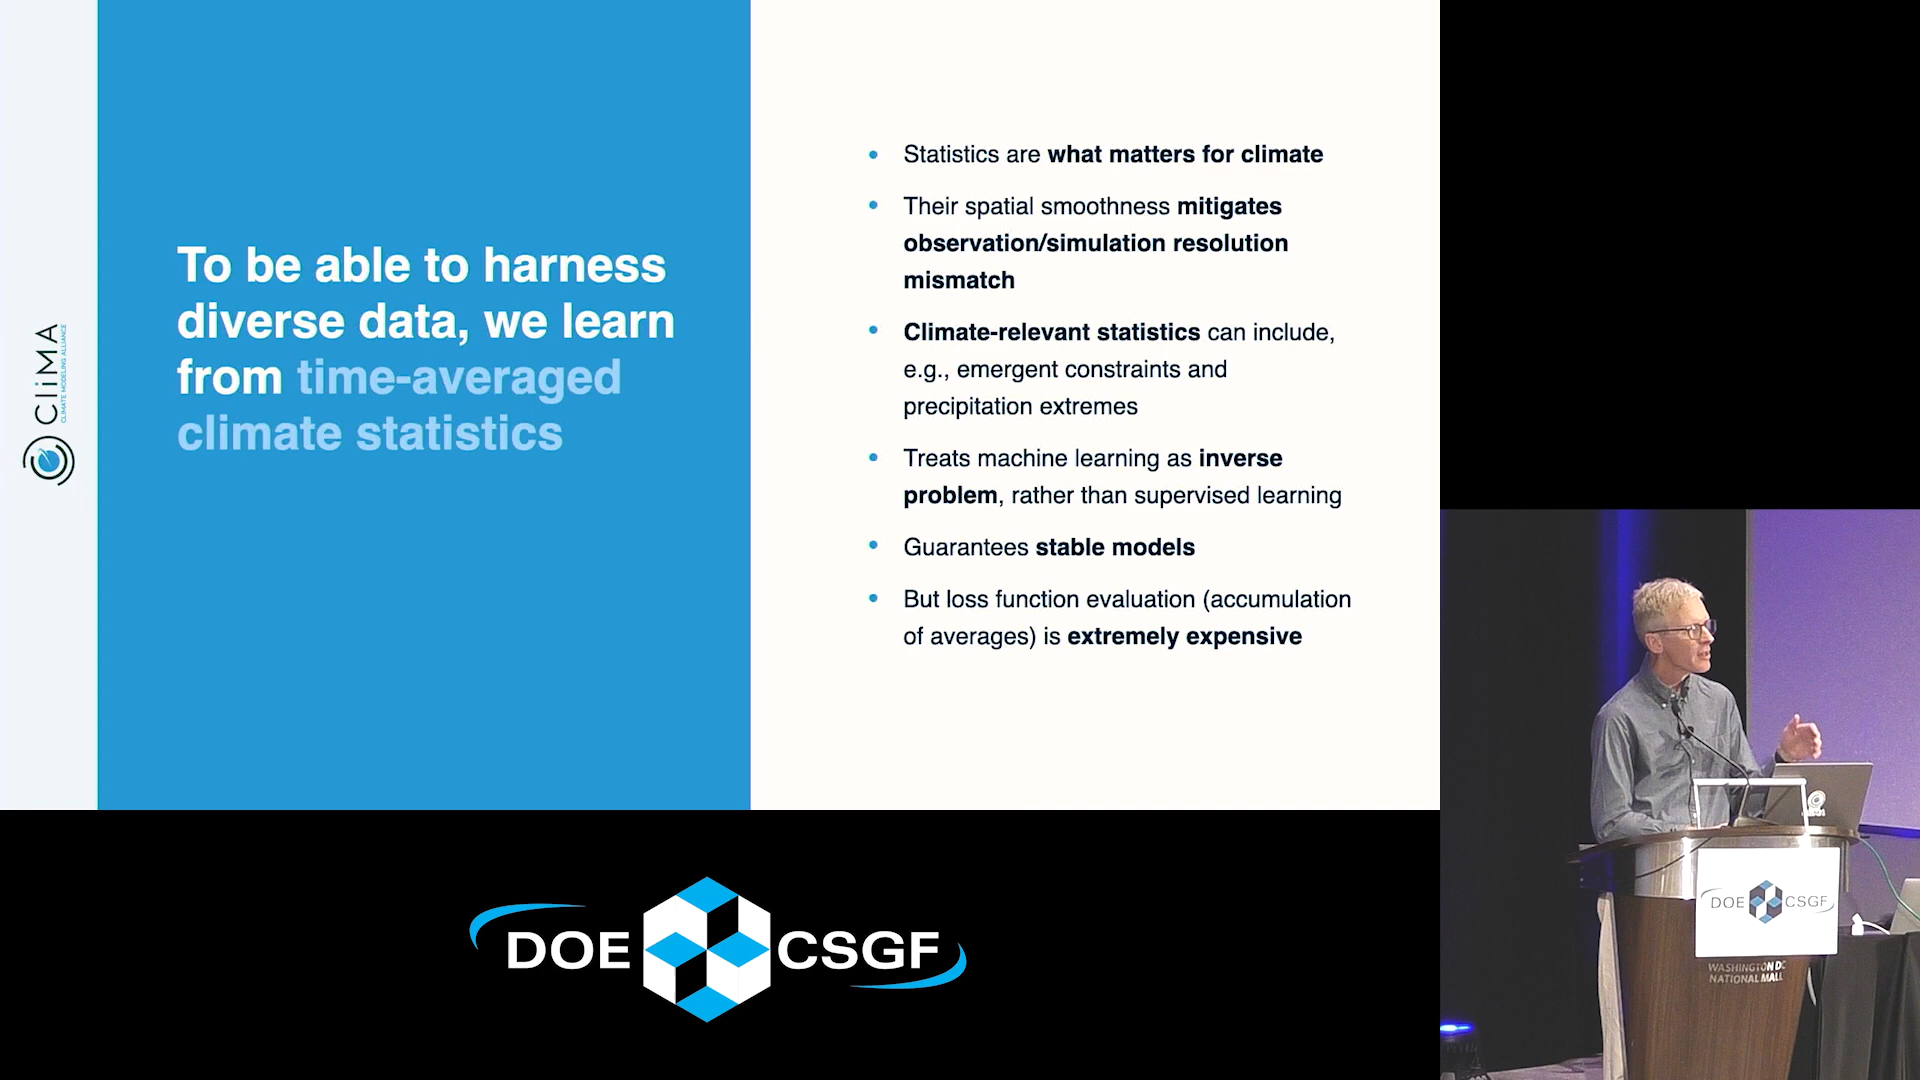 CLiMA
CLIMATE MODELING ALLIANCE
To be able to harness
diverse data, we learn
from time-averaged
climate statistics
• Statistics are what matters for climate
• Their spatial smoothness mitigates
observation/simulation resolution
mismatch
• Climate-relevant statistics can include,
e.g., emergent constraints and
precipitation extremes
• Treats machine learning as inverse
problem, rather than supervised learning
• Guarantees stable models
• But loss function evaluation (accumulation
of averages) is extremely expensive
DOE CSGF
DOE CSGF
WASHINGTON DC
NATIONAL MALL